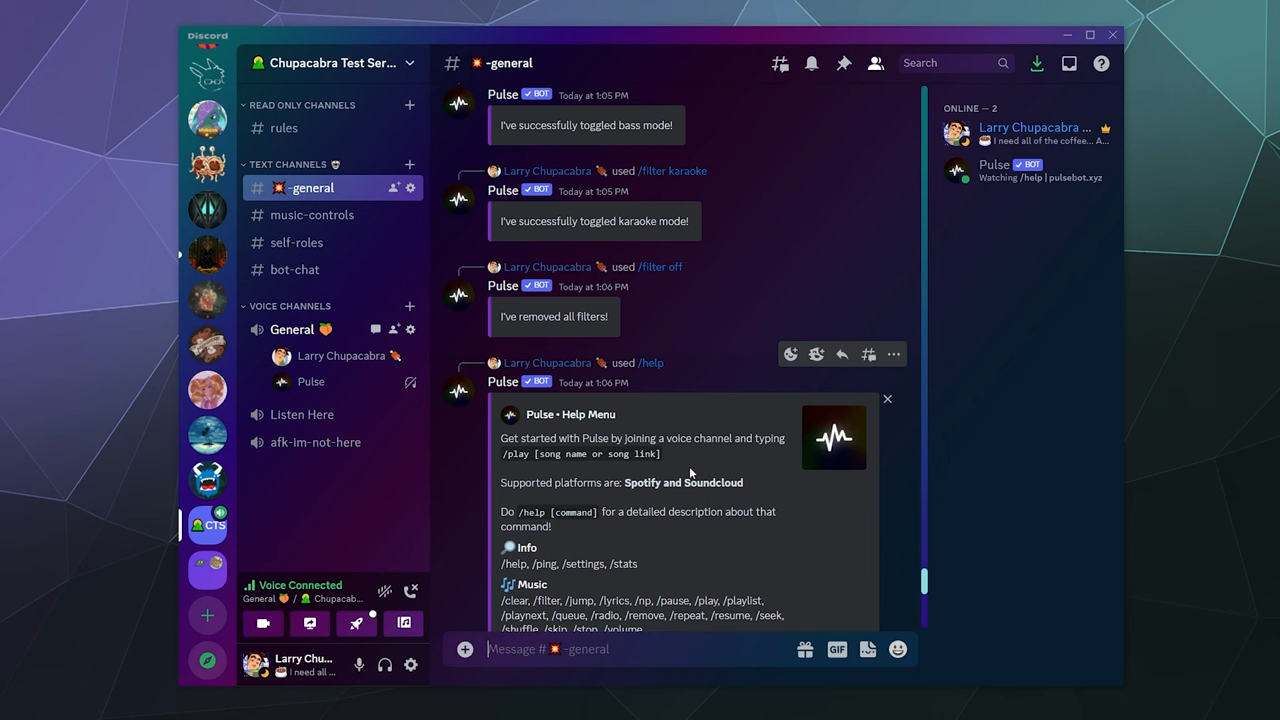 Discord
Chupacabra Test Ser...
READ ONLY CHANNELS
rules
TEXT CHANNELS
-general
music-controls
self-roles
bot-chat
VOICE CHANNELS
General
Larry Chupacabra
Pulse
Listen Here
afk-im-not-here
CTS
Voice Connected
General / Chupacab...
Larry Chu...
I need all ...
-general
Search
Pulse BOT Today at 1:05 PM
I've successfully toggled bass mode!
Larry Chupacabra used /filter karaoke
Pulse BOT Today at 1:05 PM
I've successfully toggled karaoke mode!
Larry Chupacabra used /filter off
Pulse BOT Today at 1:06 PM
I've removed all filters!
Larry Chupacabra used /help
Pulse BOT Today at 1:06 PM
Pulse • Help Menu
Get started with Pulse by joining a voice channel and typing
/play [song name or song link]
Supported platforms are: Spotify and Soundcloud
Do /help [command] for a detailed description about that
command!
Info
/help, /ping, /settings, /stats
Music
/clear, /filter, /jump, /lyrics, /np, /pause, /play, /playlist,
/playnext, /queue, /radio, /remove, /repeat, /resume, /seek,
/shuffle, /skip, /stop, /volume
Message # -general
GIF
ONLINE — 2
Larry Chupacabra ...
I need all of the coffee... A...
Pulse BOT
Watching /help | pulsebot.xyz